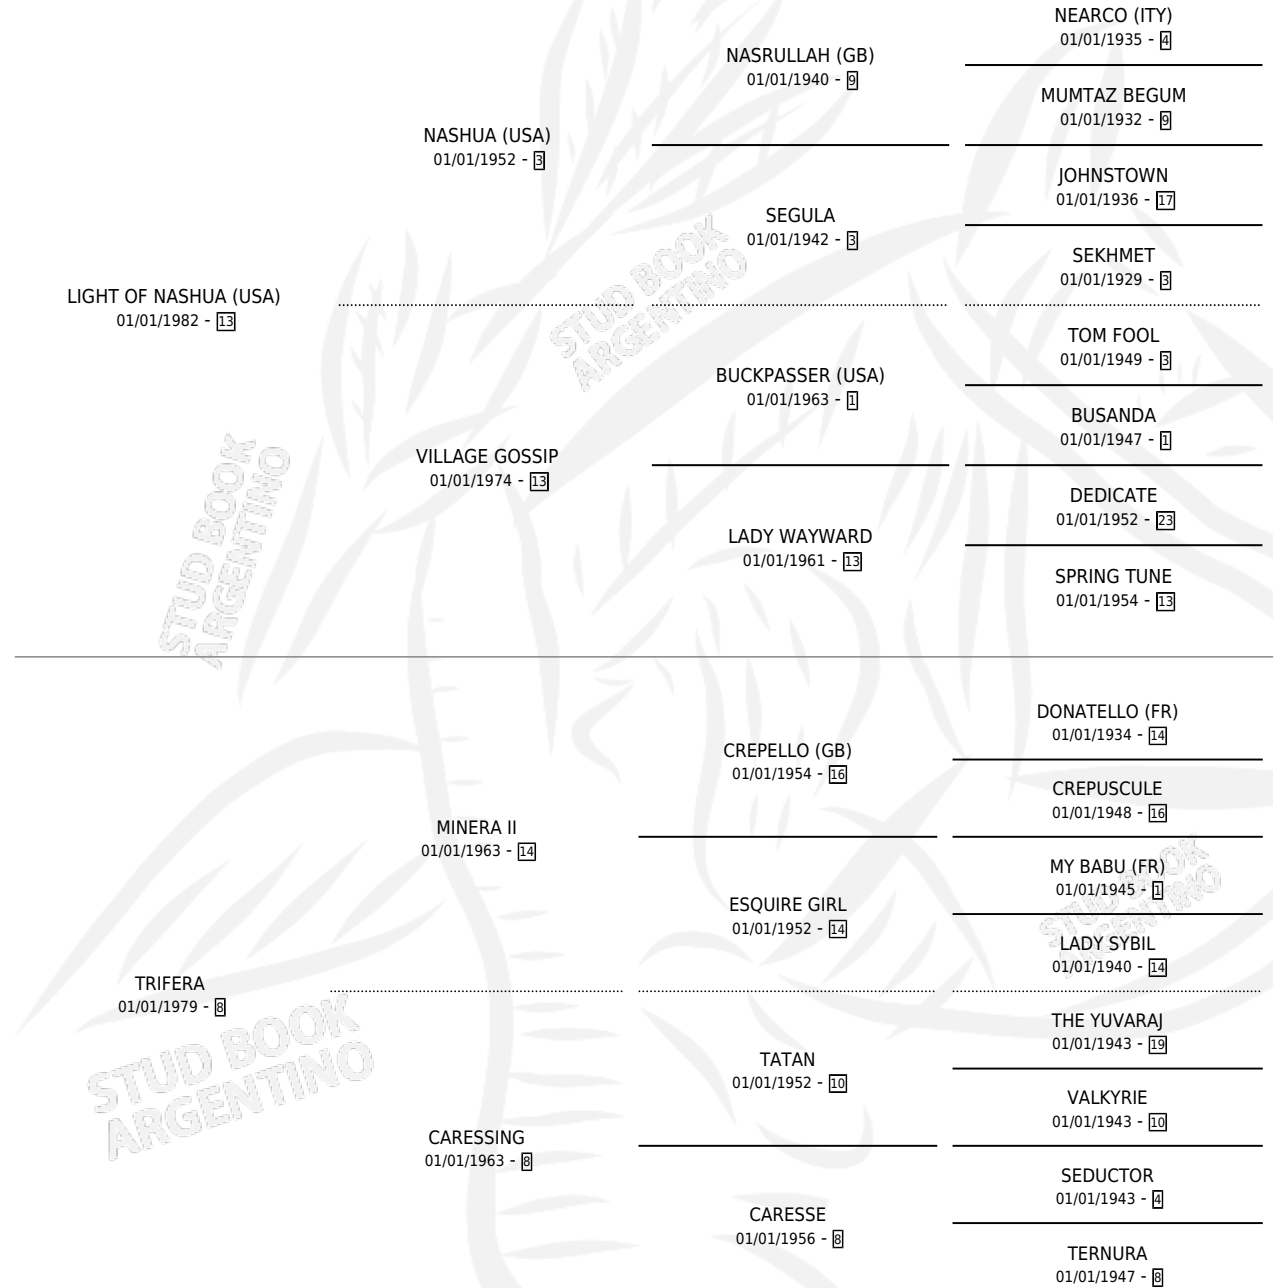 NEARCO (ITY)
01/01/1935 - 4
NASRULLAH (GB)
01/01/1940 - 9
MUMTAZ BEGUM
01/01/1932 - 9
NASHUA (USA)
01/01/1952 - 3
JOHNSTOWN
01/01/1936 - 17
SEGULA
01/01/1942 - 3
SEKHMET
01/01/1929 - 3
LIGHT OF NASHUA (USA)
01/01/1982 - 13
TOM FOOL
01/01/1949 - 3
BUCKPASSER (USA)
01/01/1963 - 1
BUSANDA
01/01/1947 - 1
VILLAGE GOSSIP
01/01/1974 - 13
DEDICATE
01/01/1952 - 23
LADY WAYWARD
01/01/1961 - 13
SPRING TUNE
01/01/1954 - 13
DONATELLO (FR)
01/01/1934 - 14
CREPELLO (GB)
01/01/1954 - 16
CREPUSCULE
01/01/1948 - 16
MINERA II
01/01/1963 - 14
MY BABU (FR)
01/01/1945 - 1
ESQUIRE GIRL
01/01/1952 - 14
LADY SYBIL
01/01/1940 - 14
TRIFERA
01/01/1979 - 8
THE YUVARAJ
01/01/1943 - 19
TATAN
01/01/1952 - 10
VALKYRIE
01/01/1943 - 10
CARESSING
01/01/1963 - 8
SEDUCTOR
01/01/1943 - 4
CARESSE
01/01/1956 - 8
TERNURA
01/01/1947 - 8
STUD BOOK
ARGENTINO
STUD BOOK
ARGENTINO
STUD BOOK
ARGENTINO
STUD BOOK
ARGENTINO